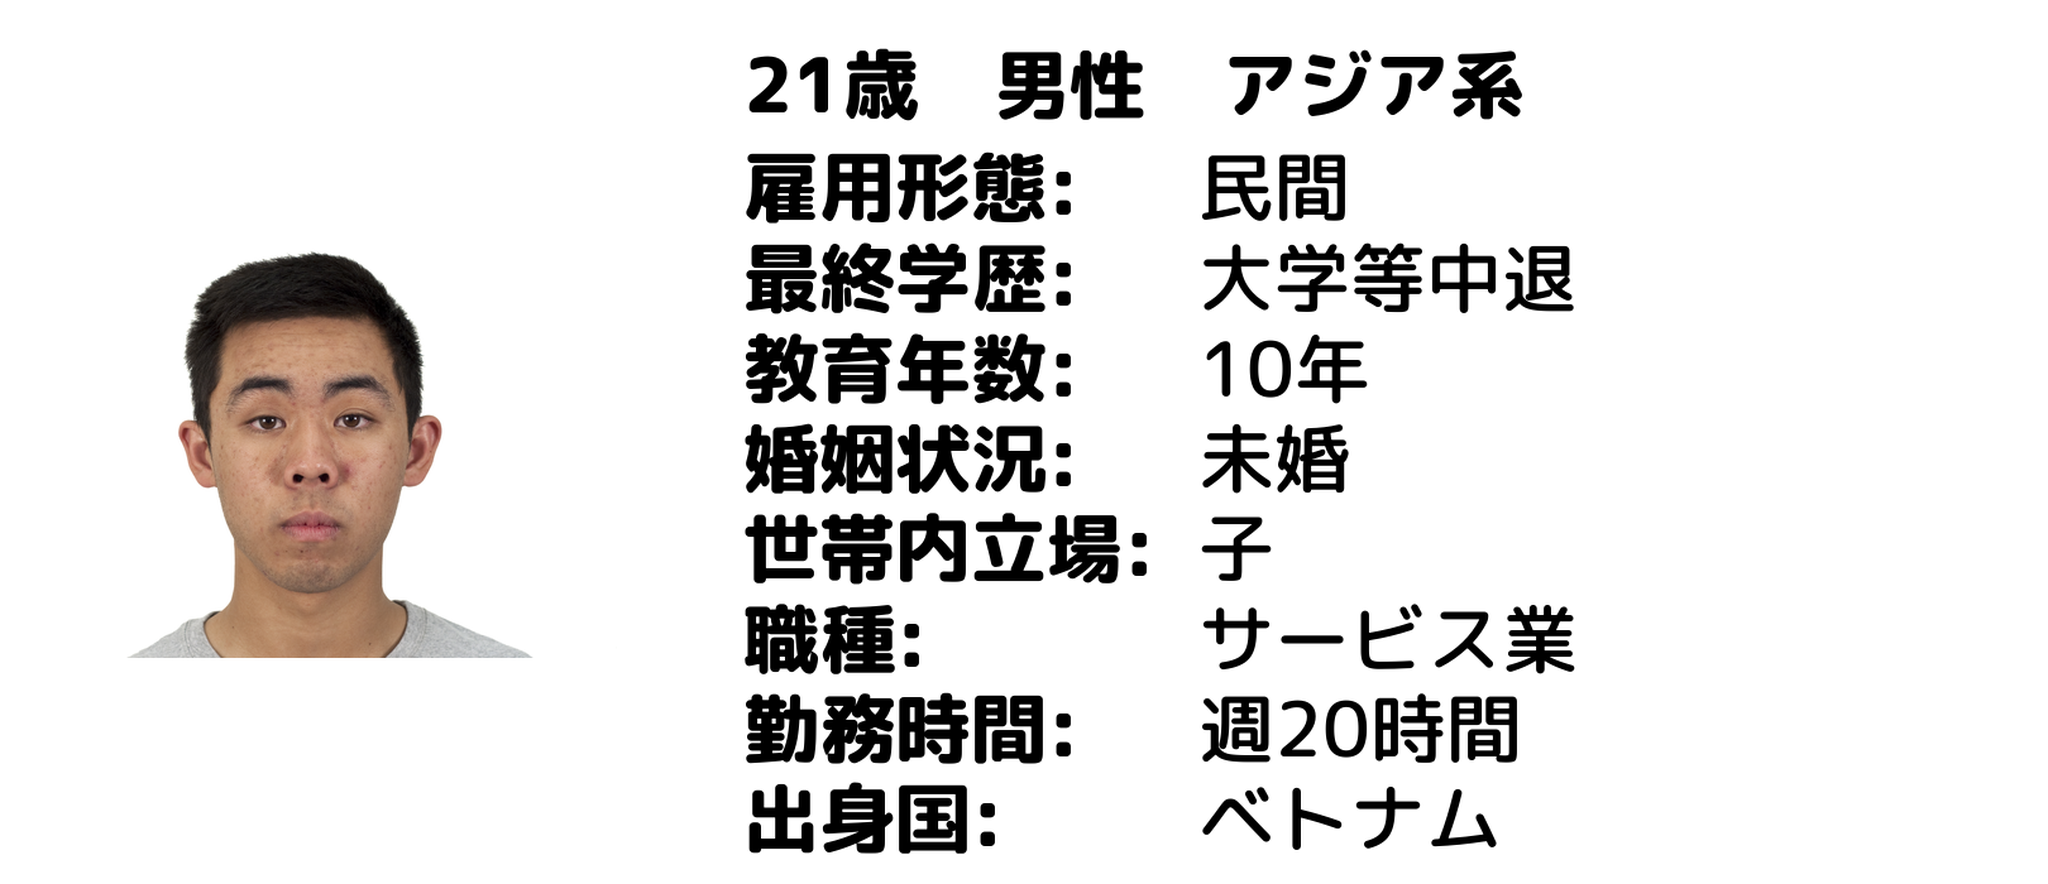 21歳　男性　アジア系
雇用形態: 民間
最終学歴: 大学等中退
教育年数: 10年
婚姻状況: 未婚
世帯内立場: 子
職種: サービス業
勤務時間: 週20時間
出身国: ベトナム